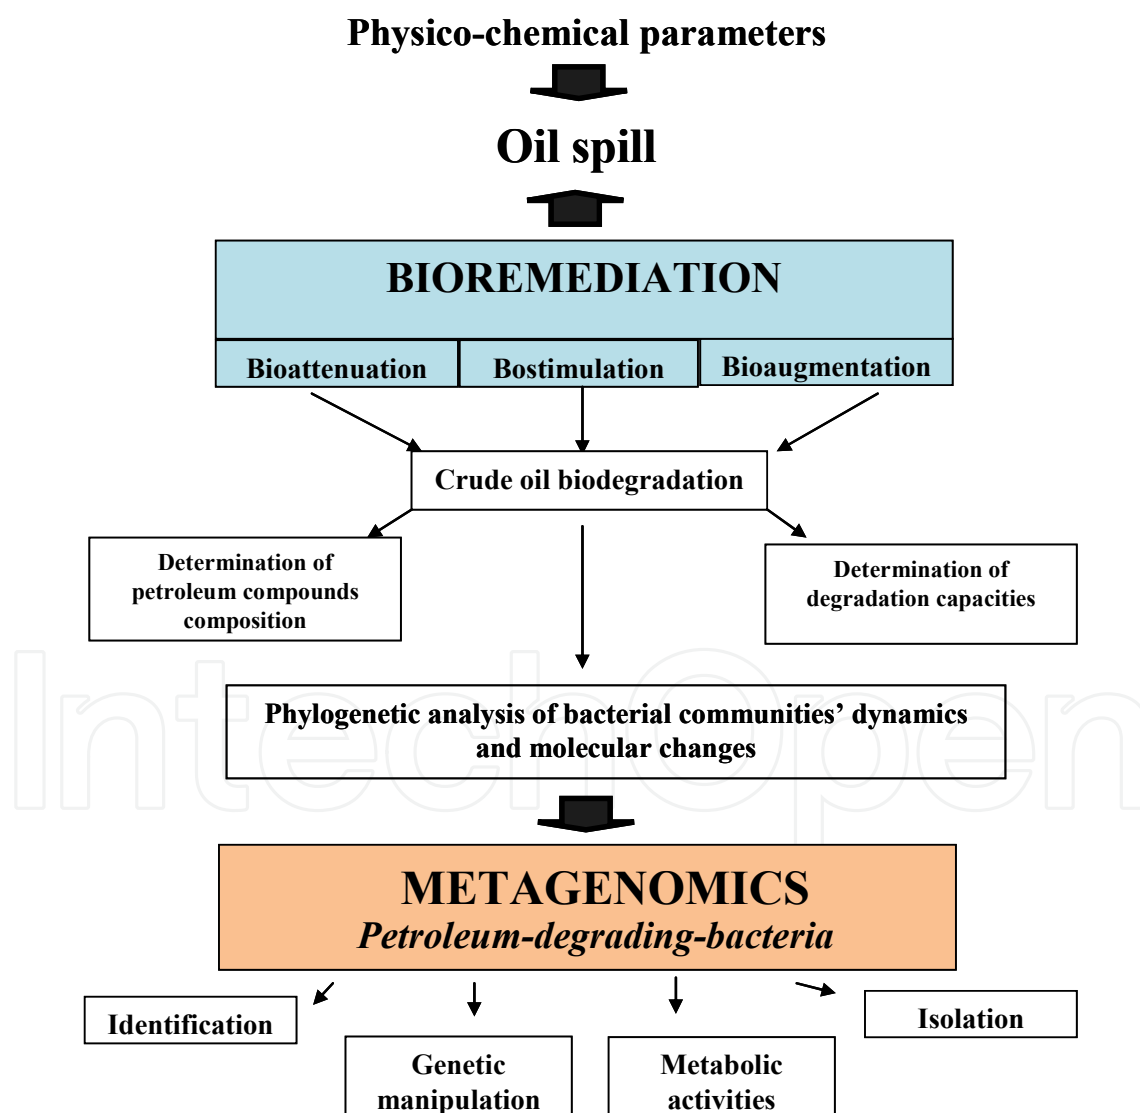 Physico-chemical parameters
Oil spill
BIOREMEDIATION
Bioattenuation
Bostimulation
Bioaugmentation
Crude oil biodegradation
Determination of
petroleum compounds
composition
Determination of
degradation capacities
Phylogenetic analysis of bacterial communities’ dynamics
and molecular changes
IntechOpen
METAGENOMICS
Petroleum-degrading-bacteria
Identification
Isolation
Genetic
manipulation
Metabolic
activities